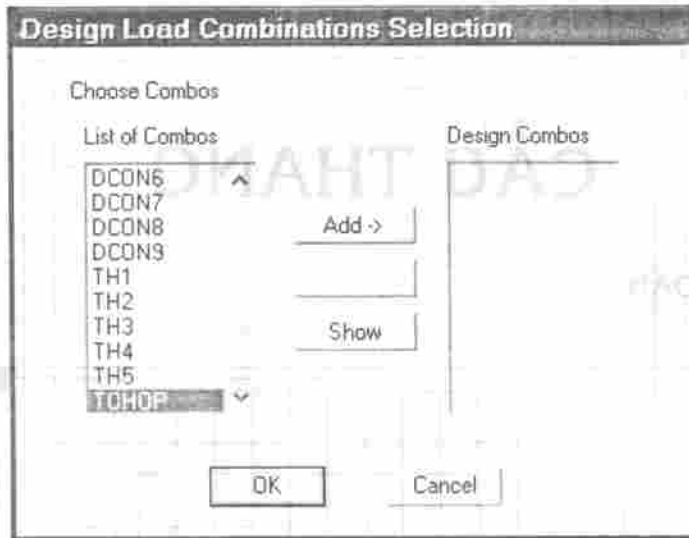 Design Load Combinations Selection
Choose Combos
List of Combos
DCON6
DCON7
DCON8
DCON9
TH1
TH2
TH3
TH4
TH5
TOHOP
Add ->
Show
Design Combos
OK
Cancel